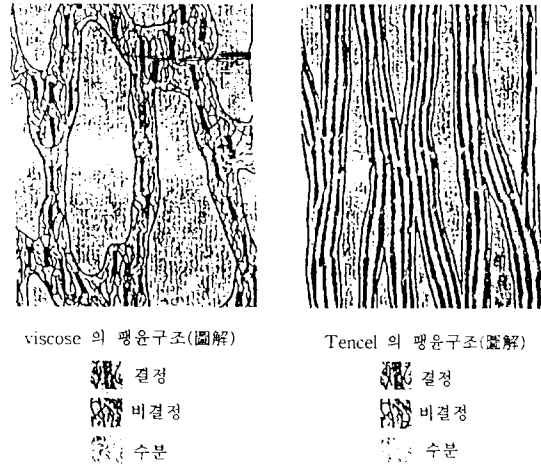 viscose 의 팽윤구조(圖解)
결정
비결정
수분
Tencel 의 팽윤구조(圖解)
결정
비결정
수분